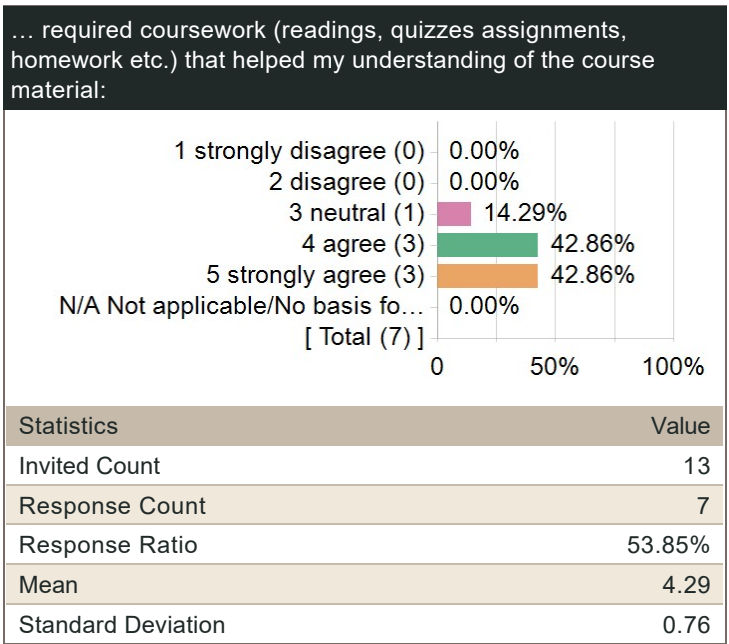 … required coursework (readings, quizzes assignments,
homework etc.) that helped my understanding of the course
material:
1 strongly disagree (0) 0.00%
2 disagree (0) 0.00%
3 neutral (1) 14.29%
4 agree (3) 42.86%
5 strongly agree (3) 42.86%
N/A Not applicable/No basis fo… 0.00%
[ Total (7) ]
0 50% 100%
Statistics Value
Invited Count 13
Response Count 7
Response Ratio 53.85%
Mean 4.29
Standard Deviation 0.76